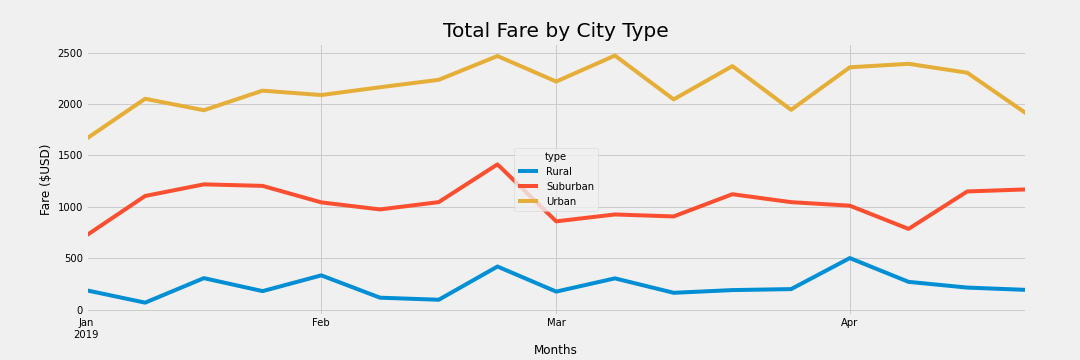 Total Fare by City Type
2500
2000
1500
1000
500
0
Fare ($USD)
type
Rural
Suburban
Urban
Jan
2019
Feb
Mar
Apr
Months